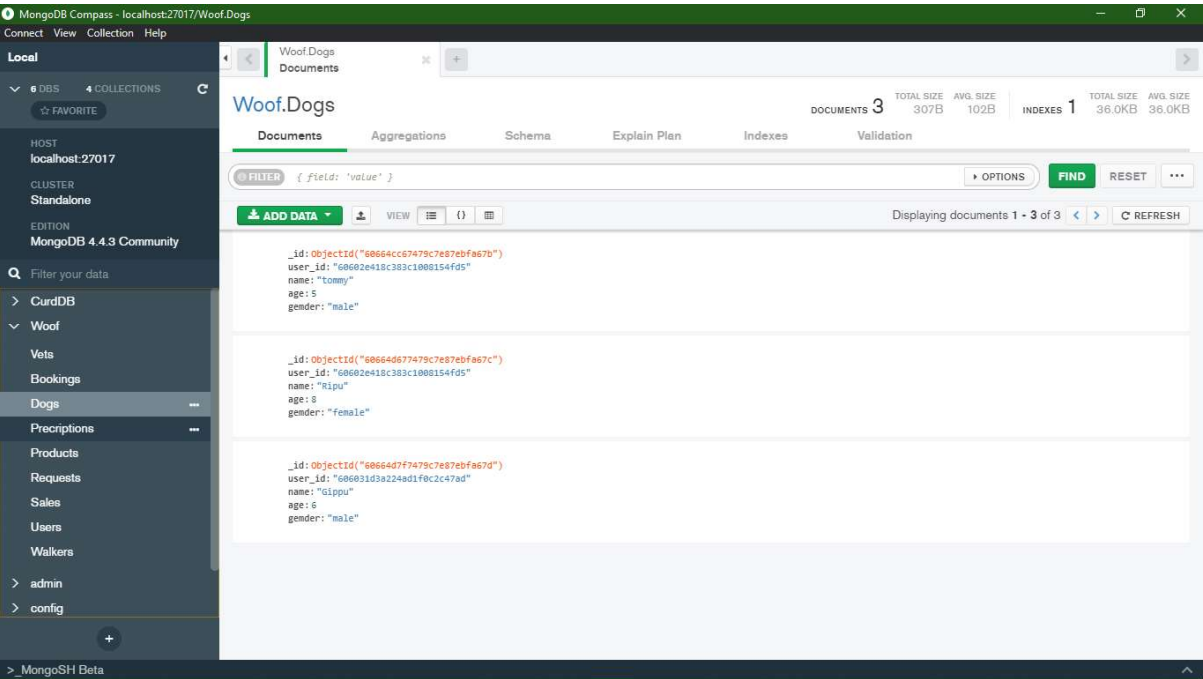 MongoDB Compass - localhost:27017/Woof.Dogs
Connect View Collection Help
Local
6 DBS 4 COLLECTIONS
FAVORITE
HOST
localhost:27017
CLUSTER
Standalone
EDITION
MongoDB 4.4.3 Community
Filter your data
CurdDB
Woof
Vets
Bookings
Dogs
Precriptions
Products
Requests
Sales
Users
Walkers
admin
config
>_MongoSH Beta
Woof.Dogs
Documents
Woof.Dogs
DOCUMENTS 3 TOTAL SIZE 307B AVG. SIZE 102B INDEXES 1 TOTAL SIZE 36.0KB AVG. SIZE 36.0KB
Documents Aggregations Schema Explain Plan Indexes Validation
FILTER { field: 'value' } OPTIONS FIND RESET ...
ADD DATA VIEW {} Displaying documents 1 - 3 of 3 < > REFRESH
_id: ObjectId("60664cc67479c7e87ebfa67b")
user_id: "60602e418c383c1008154fd5"
name: "tommy"
age: 5
gemder: "male"
_id: ObjectId("60664d677479c7e87ebfa67c")
user_id: "60602e418c383c1008154fd5"
name: "Ripu"
age: 8
gemder: "female"
_id: ObjectId("60664d7f7479c7e87ebfa67d")
user_id: "606031d3a224ad1f0c2c47ad"
name: "Gippu"
age: 6
gemder: "male"